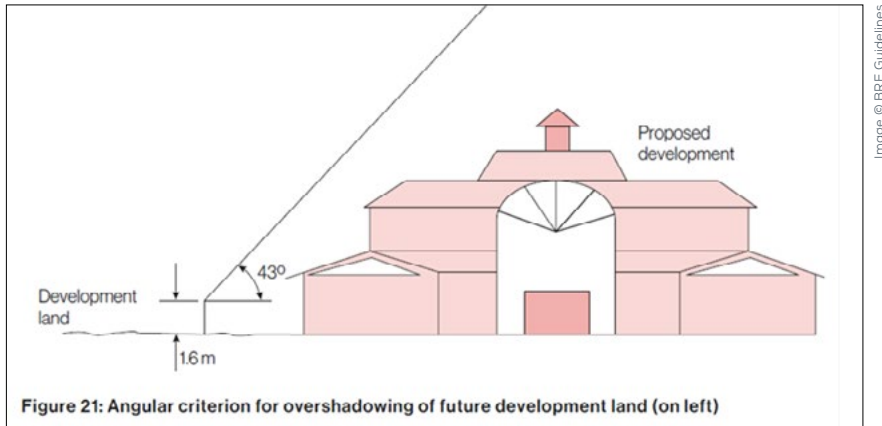 Proposed
development
43º
Development
land
1.6 m
Figure 21: Angular criterion for overshadowing of future development land (on left)
Image © BRE Guidelines